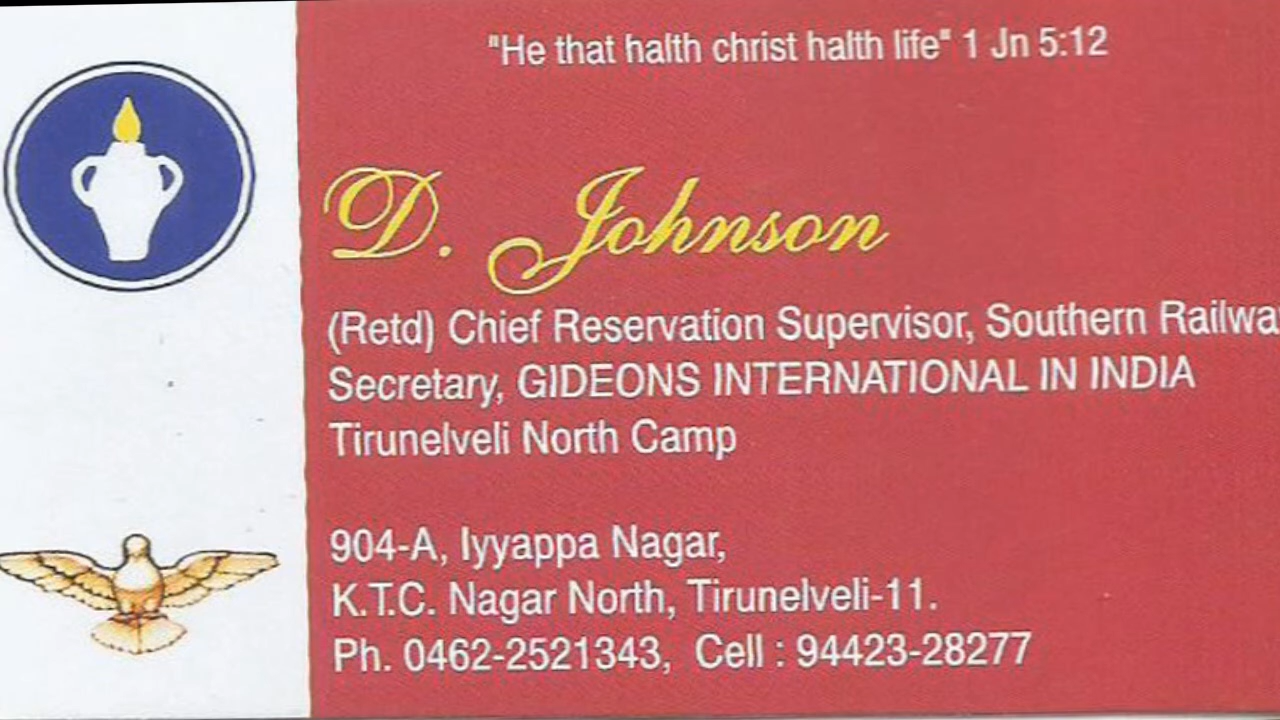 "He that halth christ halth life" 1 Jn 5:12
D. Johnson
(Retd) Chief Reservation Supervisor, Southern Railwa
Secretary, GIDEONS INTERNATIONAL IN INDIA
Tirunelveli North Camp
904-A, Iyyappa Nagar,
K.T.C. Nagar North, Tirunelveli-11.
Ph. 0462-2521343, Cell : 94423-28277